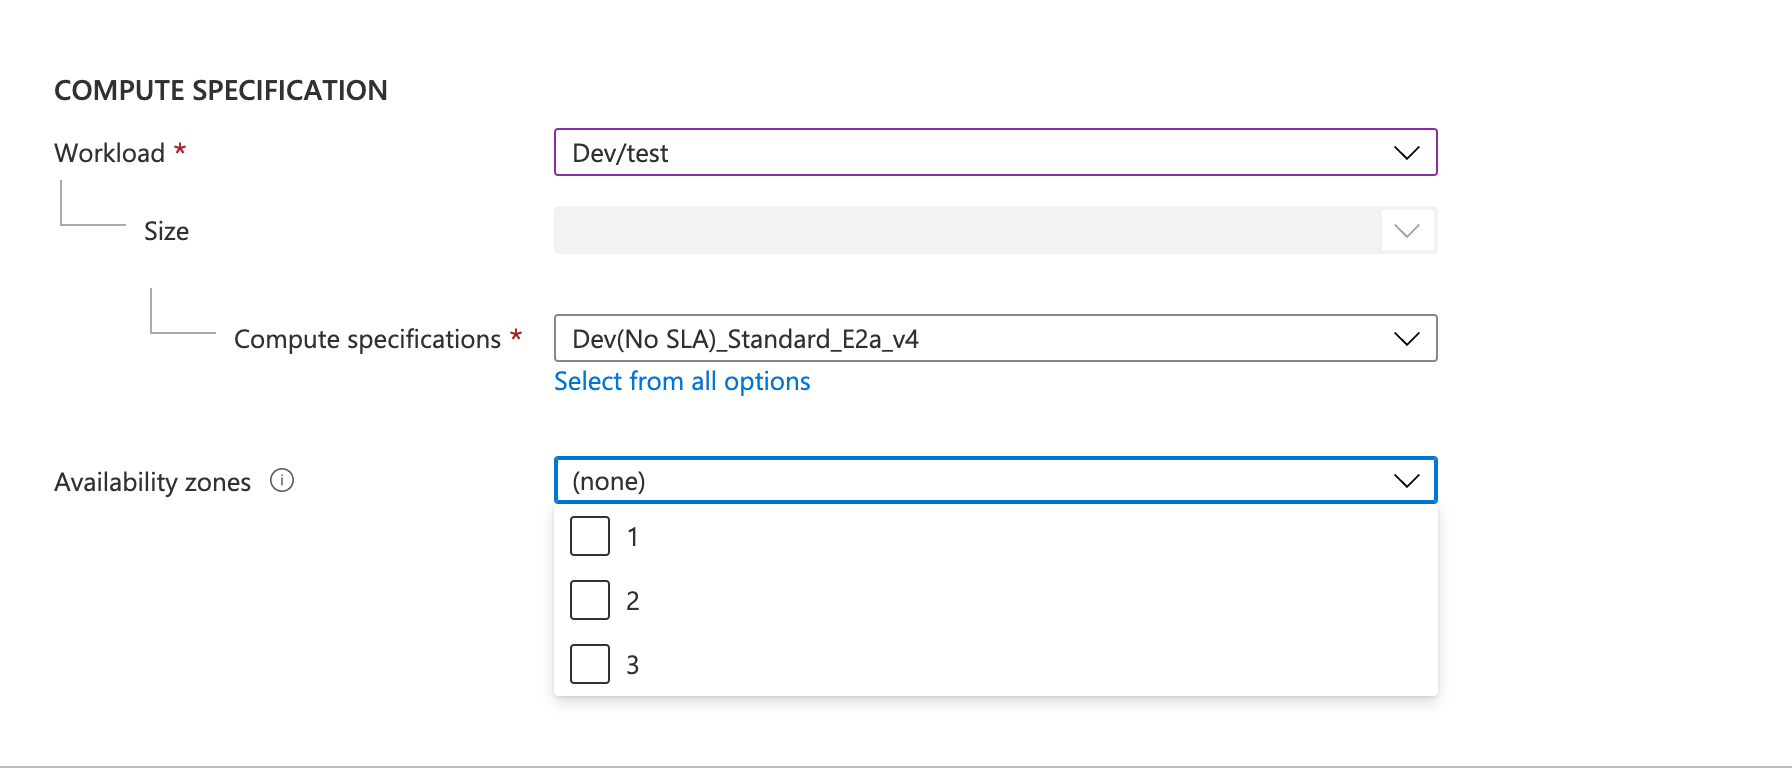 COMPUTE SPECIFICATION
Workload *
Dev/test
Size
Compute specifications *
Dev(No SLA)_Standard_E2a_v4
Select from all options
Availability zones
(none)
1
2
3